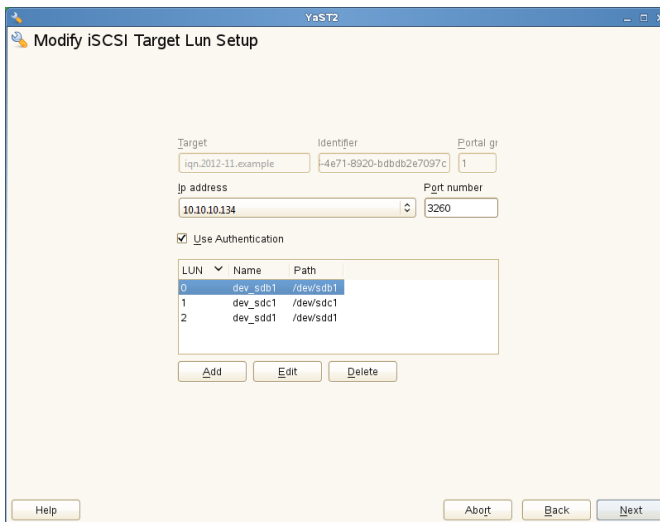 YaST2
Modify iSCSI Target Lun Setup
Target Identifier Portal gr
iqn.2012-11.example -4e71-8920-bdbdb2e7097c 1
Ip address Port number
10.10.10.134 3260
Use Authentication
LUN Name Path
0 dev_sdb1 /dev/sdb1
1 dev_sdc1 /dev/sdc1
2 dev_sdd1 /dev/sdd1
Add Edit Delete
Help Abort Back Next